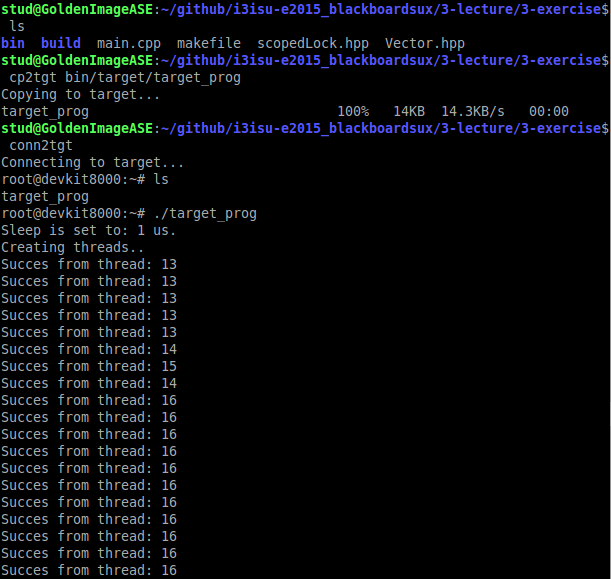 stud@GoldenImageASE:~/github/i3isu-e2015_blackboardsux/3-lecture/3-exercise$
ls
bin build main.cpp makefile scopedLock.hpp Vector.hpp
stud@GoldenImageASE:~/github/i3isu-e2015_blackboardsux/3-lecture/3-exercise$
cp2tgt bin/target/target_prog
Copying to target...
target_prog 100% 14KB 14.3KB/s 00:00
stud@GoldenImageASE:~/github/i3isu-e2015_blackboardsux/3-lecture/3-exercise$
conn2tgt
Connecting to target...
root@devkit8000:~# ls
target_prog
root@devkit8000:~# ./target_prog
Sleep is set to: 1 us.
Creating threads..
Succes from thread: 13
Succes from thread: 13
Succes from thread: 13
Succes from thread: 13
Succes from thread: 13
Succes from thread: 14
Succes from thread: 15
Succes from thread: 14
Succes from thread: 16
Succes from thread: 16
Succes from thread: 16
Succes from thread: 16
Succes from thread: 16
Succes from thread: 16
Succes from thread: 16
Succes from thread: 16
Succes from thread: 16
Succes from thread: 16
Succes from thread: 16